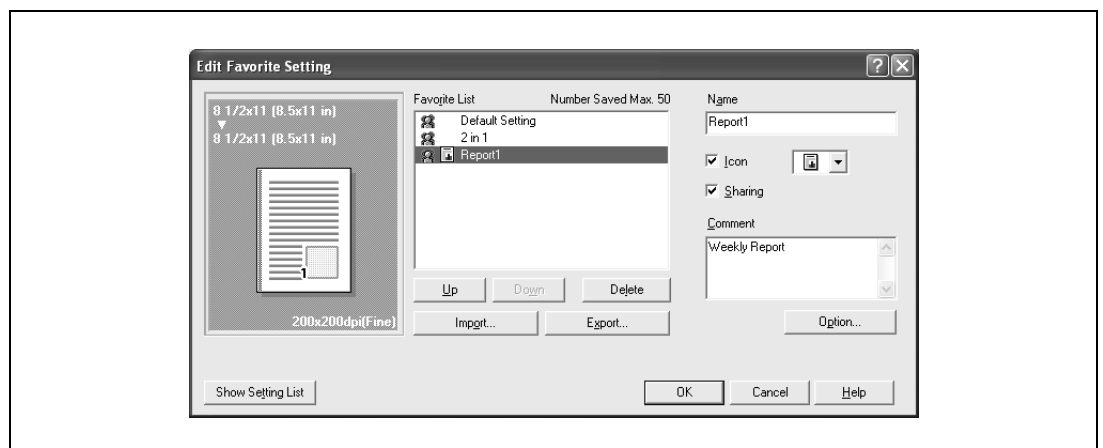 Edit Favorite Setting
8 1/2x11 (8.5x11 in)
8 1/2x11 (8.5x11 in)
1
200x200dpi(Fine)
Favorite List Number Saved Max. 50
Default Setting
2 in 1
Report1
Up Down Delete
Import... Export...
Name
Report1
Icon
Sharing
Comment
Weekly Report
Option...
Show Setting List OK Cancel Help